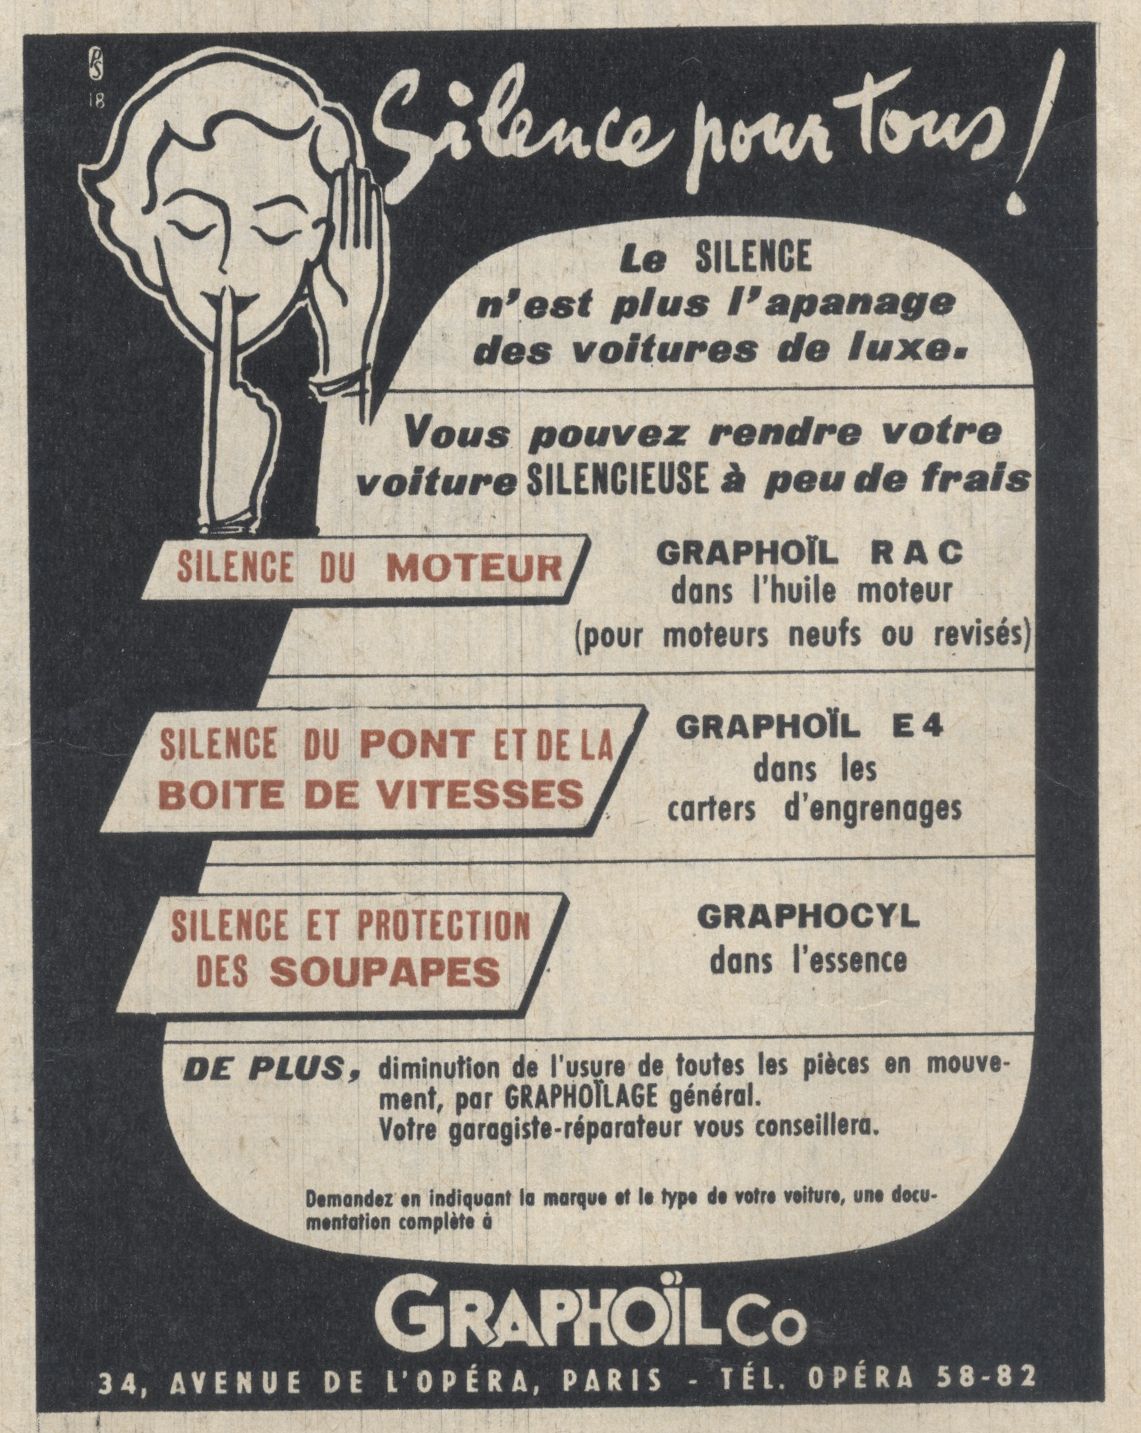 PS
18
Silence pour tous!
Le SILENCE
n'est plus l'apanage
des voitures de luxe.
Vous pouvez rendre votre
voiture SILENCIEUSE à peu de frais
SILENCE DU MOTEUR
GRAPHOÏL RAC
dans l'huile moteur
(pour moteurs neufs ou revisés)
SILENCE DU PONT ET DE LA
BOITE DE VITESSES
GRAPHOÏL E4
dans les
carters d'engrenages
SILENCE ET PROTECTION
DES SOUPAPES
GRAPHOCYL
dans l'essence
DE PLUS, diminution de l'usure de toutes les pièces en mouve-
ment, par GRAPHOÏLAGE général.
Votre garagiste-réparateur vous conseillera.
Demandez en indiquant la marque et le type de votre voiture, une docu-
mentation complète à
GRAPHOÏL Co
34, AVENUE DE L'OPÉRA, PARIS - TÉL. OPÉRA 58-82